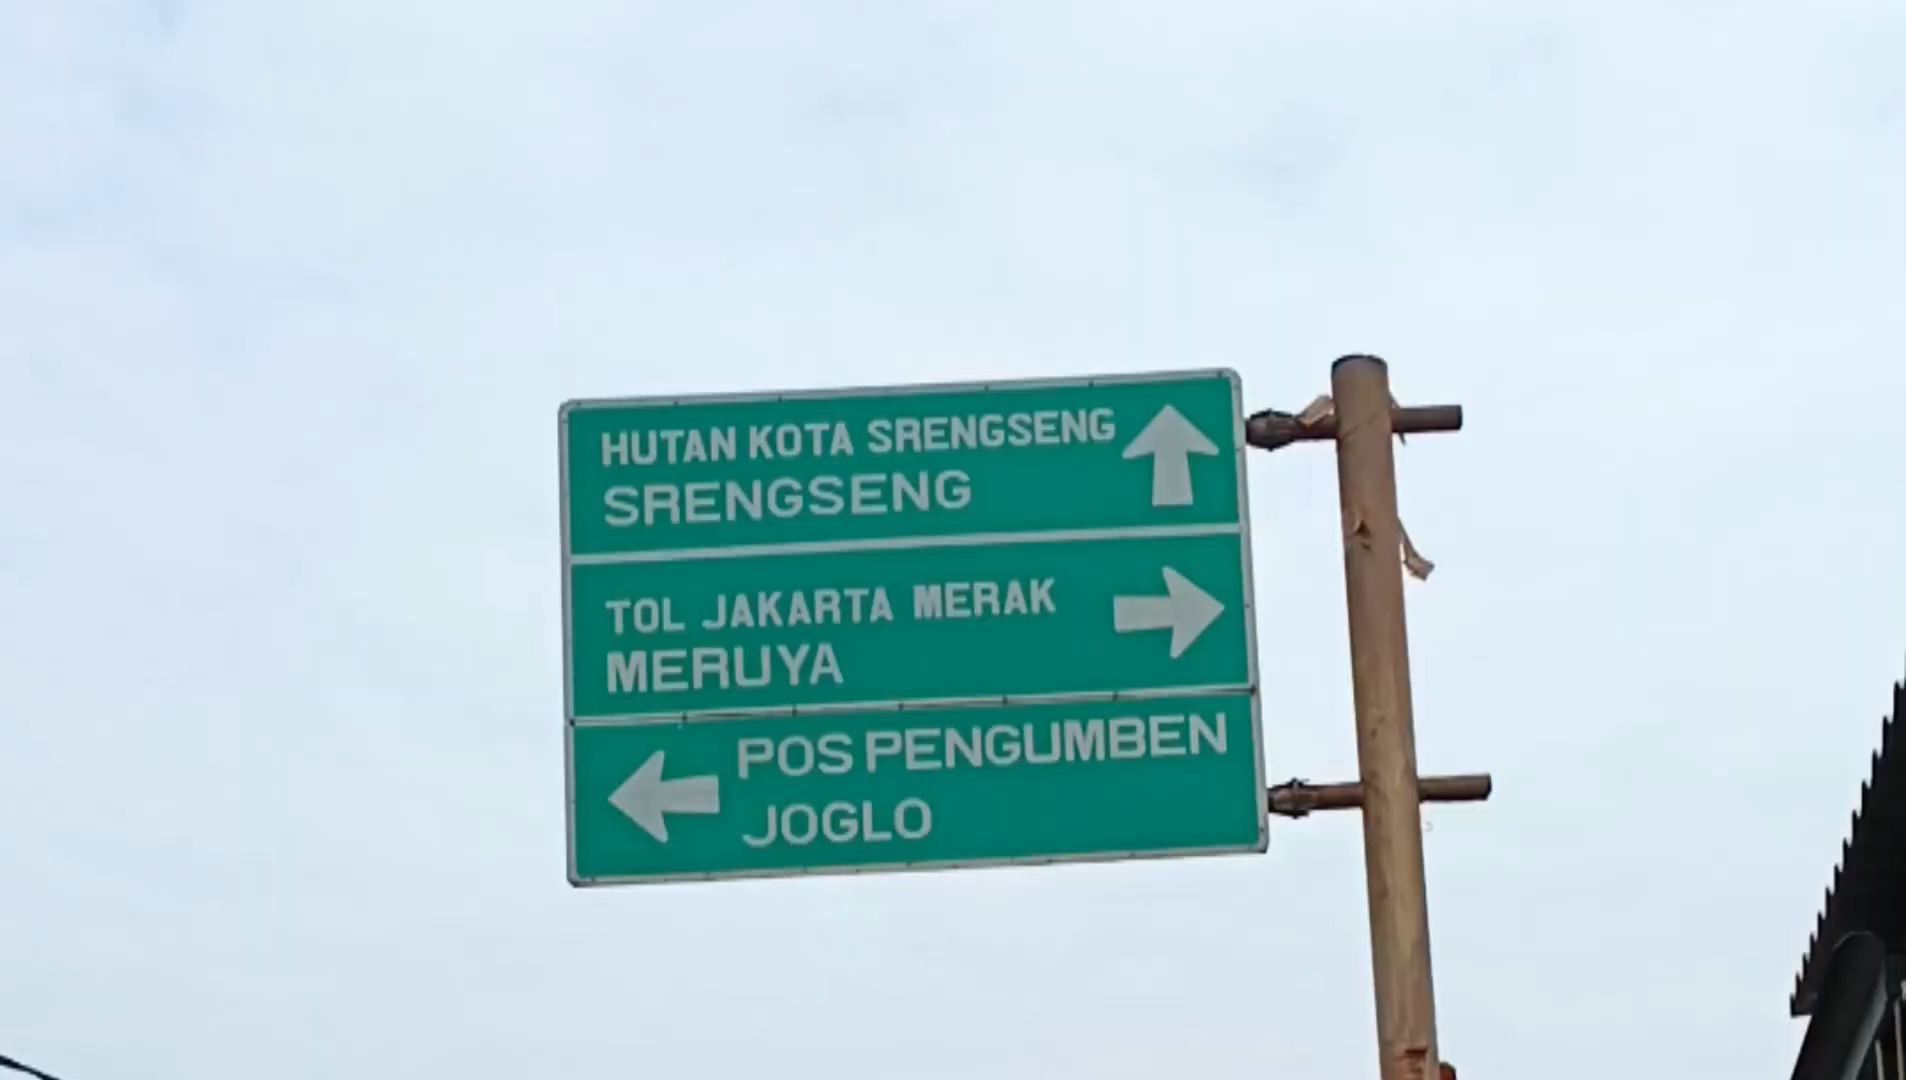 HUTAN KOTA SRENGSENG
SRENGSENG
TOL JAKARTA MERAK
MERUYA
POS PENGUMBEN
JOGLO